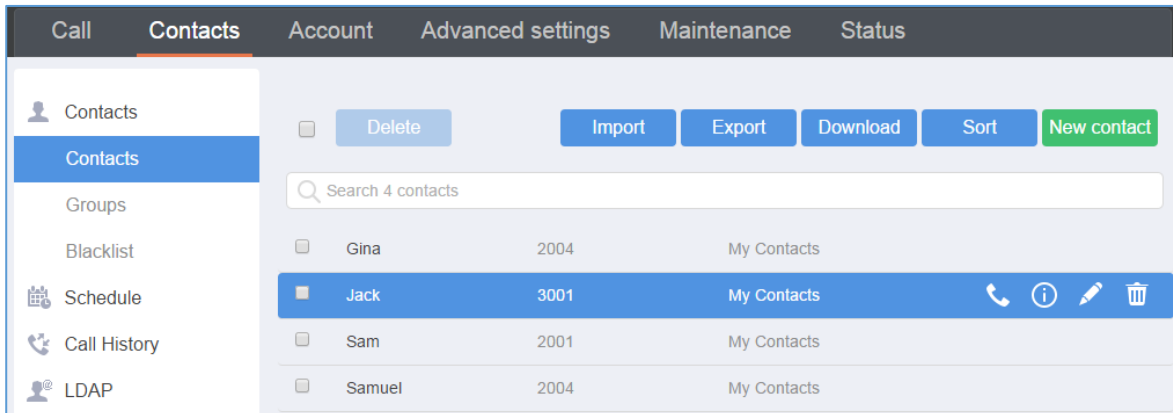 Call Contacts Account Advanced settings Maintenance Status
Contacts
Contacts
Groups
Blacklist
Schedule
Call History
LDAP
Delete Import Export Download Sort New contact
Search 4 contacts
Gina 2004 My Contacts
Jack 3001 My Contacts
Sam 2001 My Contacts
Samuel 2004 My Contacts